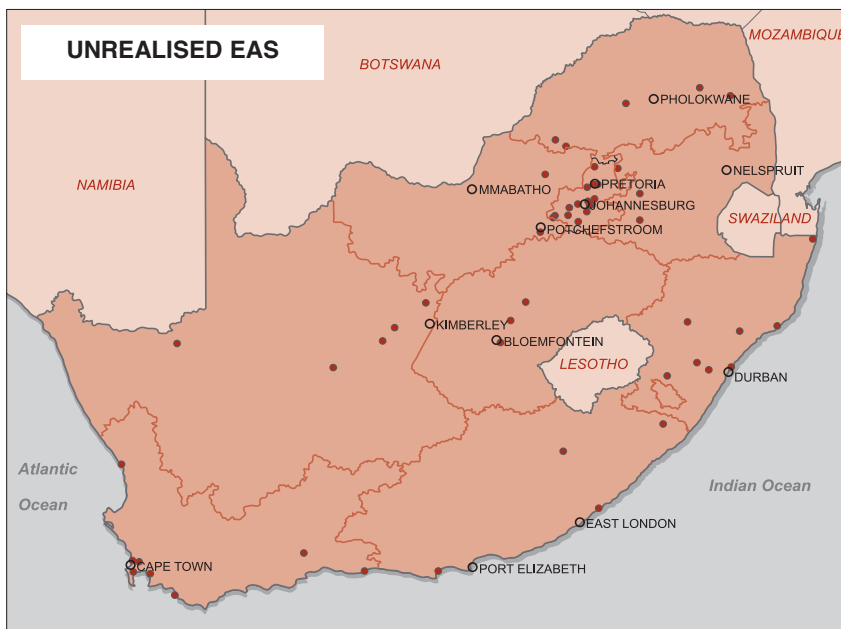 UNREALISED EAS
MOZAMBIQUE
BOTSWANA
PHOLOKWANE
NAMIBIA
NELSPRUIT
MMABATHO
PRETORIA
JOHANNESBURG
SWAZILAND
POTCHEFSTROOM
KIMBERLEY
BLOEMFONTEIN
LESOTHO
DURBAN
Atlantic
Ocean
Indian Ocean
EAST LONDON
CAPE TOWN
PORT ELIZABETH